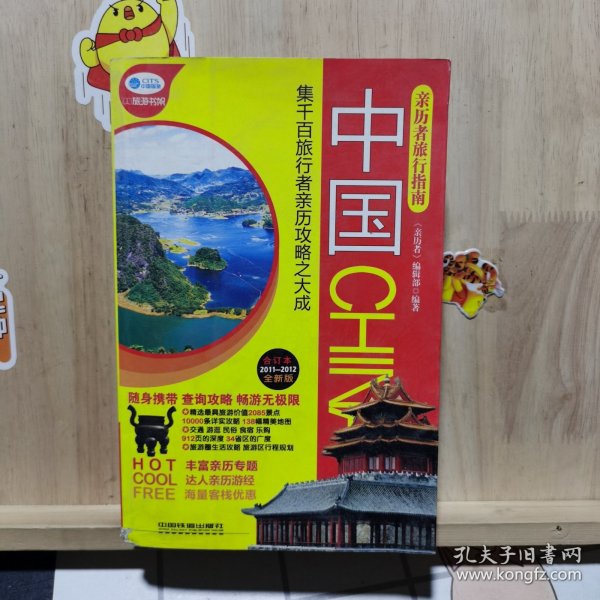 CITS
中国国旅
旅游书架
亲历者旅行指南
中国
CHINA
集千百旅行者亲历攻略之大成
《亲历者》编辑部◎编著
合订本
2011—2012
全新版
随身携带 查询攻略 畅游无极限
精选最具旅游价值2085景点
10000条详实攻略 138幅精美地图
交通 游逛 民俗 食宿 乐购
912页的深度 34省区的广度
旅游圈生活攻略 旅游区行程规划
HOT
COOL
FREE
丰富亲历专题
达人亲历游经
海量客栈优惠
中国铁道出版社
孔夫子旧书网
www.kongfz.com